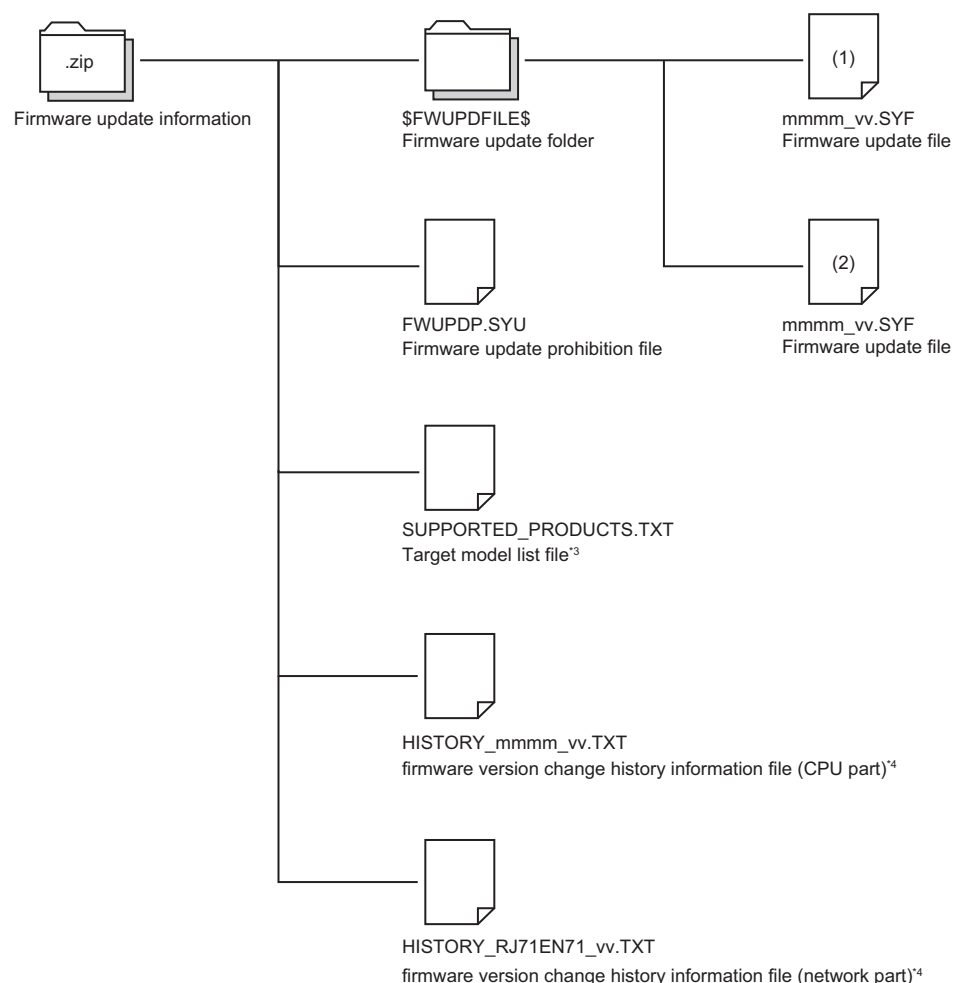 .zip
Firmware update information
$FWUPDFILE$
Firmware update folder
(1)
mmmm_vv.SYF
Firmware update file
FWUPDP.SYU
Firmware update prohibition file
(2)
mmmm_vv.SYF
Firmware update file
SUPPORTED_PRODUCTS.TXT
Target model list file*3
HISTORY_mmmm_vv.TXT
firmware version change history information file (CPU part)*4
HISTORY_RJ71EN71_vv.TXT
firmware version change history information file (network part)*4